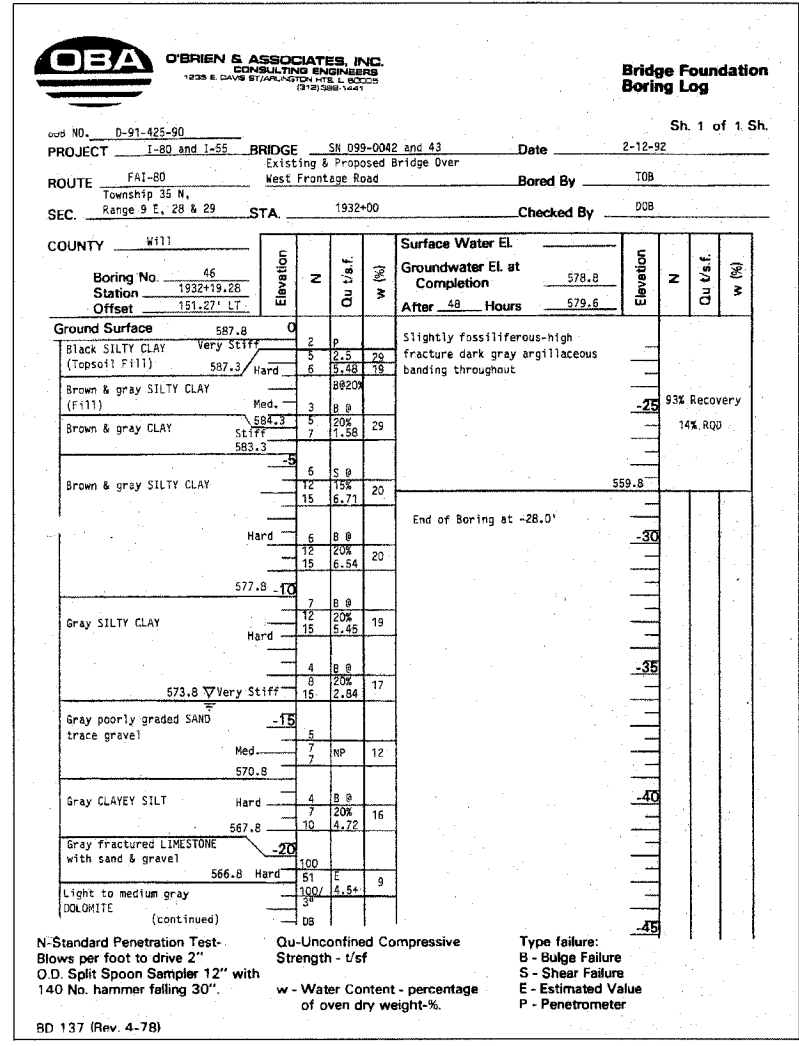 OBA
O'BRIEN & ASSOCIATES, INC.
CONSULTING ENGINEERS
1235 E. DAVIS ST/ARLINGTON HTS. L 60005
(312) 398-1441
Bridge Foundation
Boring Log
Sh. 1 of 1 Sh.
NO. D-91-425-90
PROJECT I-80 and I-55 BRIDGE SN 099-0042 and 43 Date 2-12-92
Existing & Proposed Bridge Over
ROUTE FAI-80 West Frontage Road Bored By TOB
Township 35 N,
SEC. Range 9 E, 28 & 29 STA. 1932+00 Checked By DOB
COUNTY Will
Boring No. 46
Station 1932+19.28
Offset 151.27' LT
Elevation
N
Qu t/s.f.
w (%)
Surface Water El.
Groundwater El. at
Completion 578.8
After 48 Hours 579.6
Elevation
N
Qu t/s.f.
w (%)
Ground Surface 587.8 0
Black SILTY CLAY Very Stiff 2 P
(Topsoil Fill) 5 2.5 29
587.3 Hard 6 5.48 19
Brown & gray SILTY CLAY B@20%
(Fill) Med. 3 B @
584.3 5 20% 29
Brown & gray CLAY Stiff 7 1.58
583.3
-5
6 S @
Brown & gray SILTY CLAY 12 15% 20
15 6.71
Hard 6 B @
12 20% 20
15 6.54
577.8 -10
7 B @
Gray SILTY CLAY 12 20% 19
Hard 15 5.45
4 B @
8 20% 17
573.8 Very Stiff 15 2.84
Gray poorly graded SAND -15
trace gravel 5
Med. 7 NP 12
7
570.8
Gray CLAYEY SILT Hard 4 B @
7 20% 16
567.8 10 4.72
Gray fractured LIMESTONE -20
with sand & gravel 100
566.8 Hard 51 E 9
Light to medium gray 100/ 4.5+
DOLOMITE 3"
(continued) DB
Slightly fossiliferous-high
fracture dark gray argillaceous
banding throughout
-25 93% Recovery
14% RQD
559.8
End of Boring at -28.0'
-30
-35
-40
-45
N-Standard Penetration Test-
Blows per foot to drive 2"
O.D. Split Spoon Sampler 12" with
140 No. hammer falling 30".
Qu-Unconfined Compressive
Strength - t/sf
w - Water Content - percentage
of oven dry weight-%.
Type failure:
B - Bulge Failure
S - Shear Failure
E - Estimated Value
P - Penetrometer
BD 137 (Rev. 4-78)